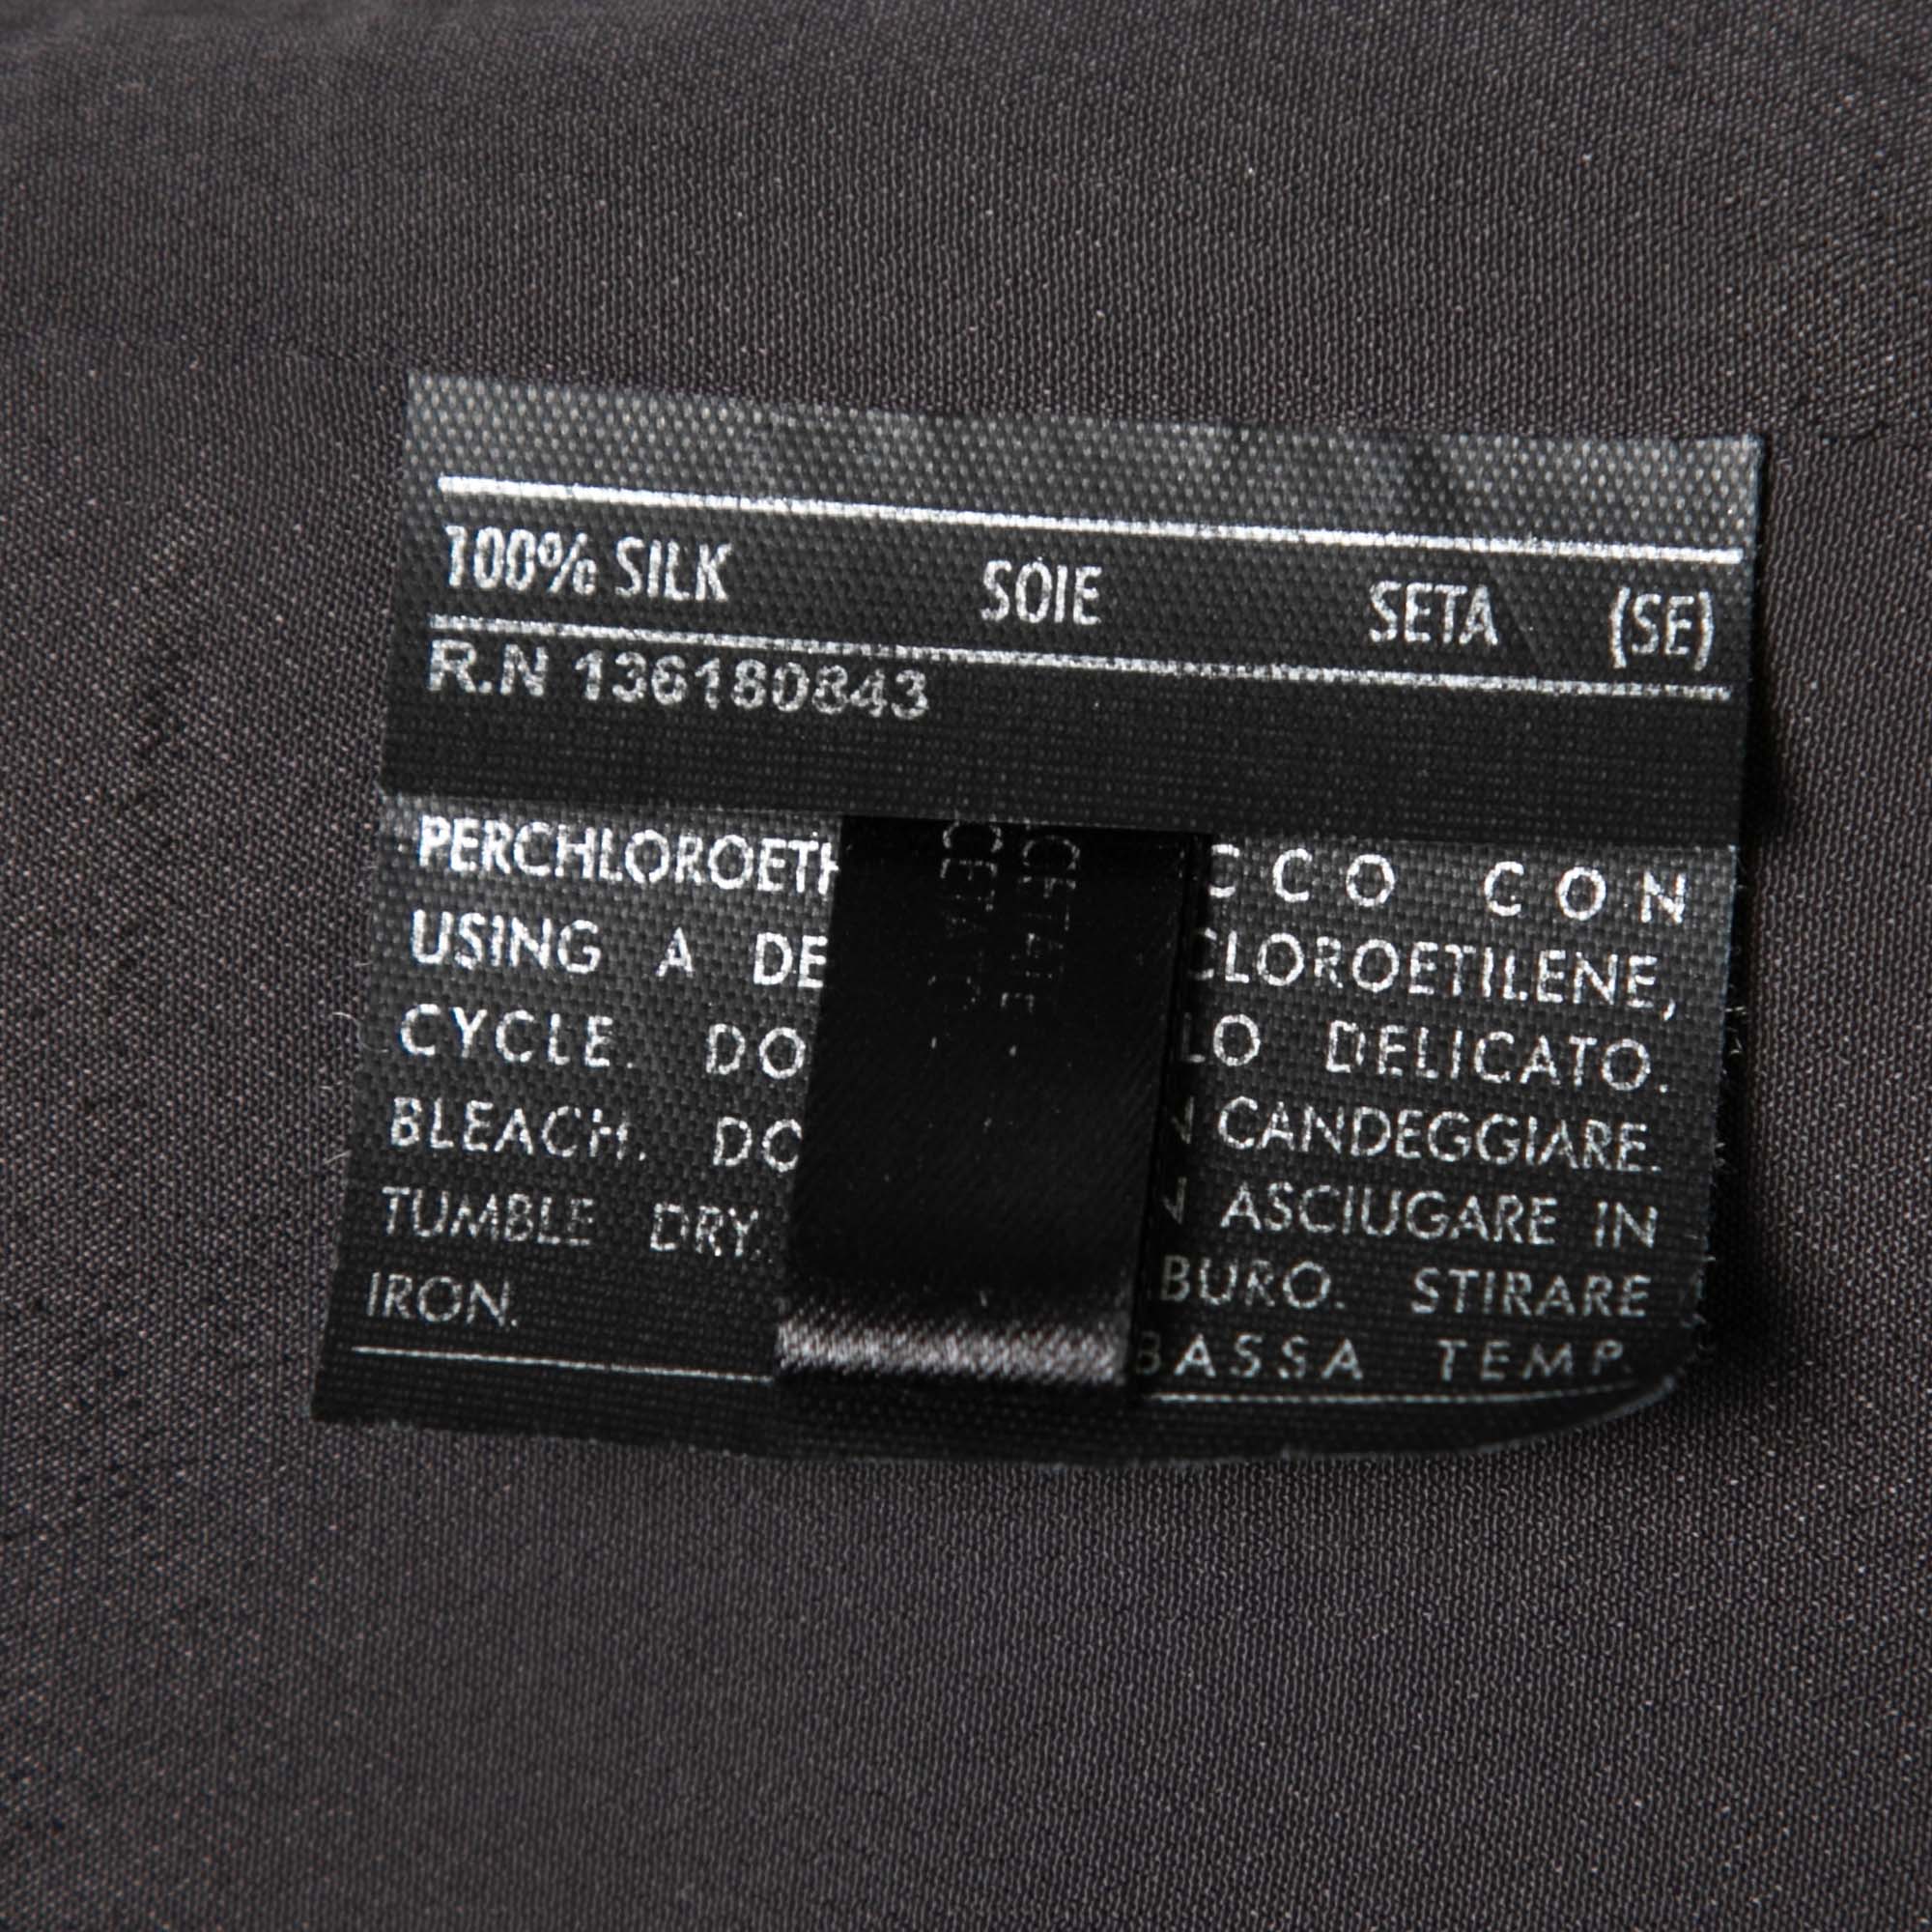 100% SILK SOIE SETA (SE)
R.N 136180843
PERCHLOROETH CCO CON
USING A DE CLOROETILENE,
CYCLE. DO LO DELICATO.
BLEACH. DO CANDEGGIARE.
TUMBLE DRY. ASCIUGARE IN
IRON. BURO. STIRARE
BASSA TEMP.